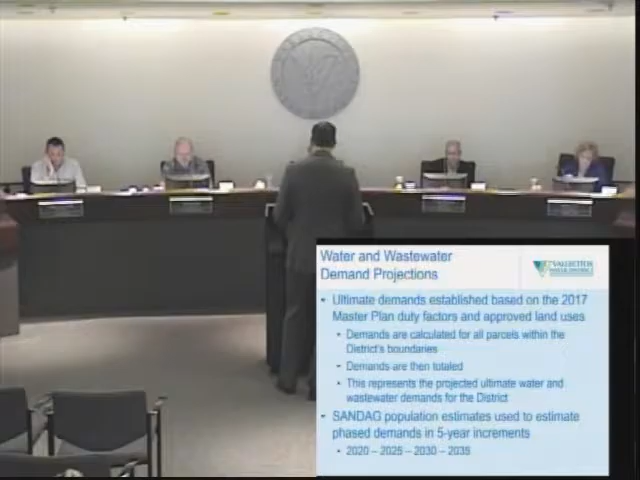 Water and Wastewater
Demand Projections
VALLECITOS
WATER DISTRICT
• Ultimate demands established based on the 2017
Master Plan duty factors and approved land uses
• Demands are calculated for all parcels within the
District's boundaries
• Demands are then totaled
• This represents the projected ultimate water and
wastewater demands for the District
• SANDAG population estimates used to estimate
phased demands in 5-year increments
• 2020 – 2025 – 2030 – 2035